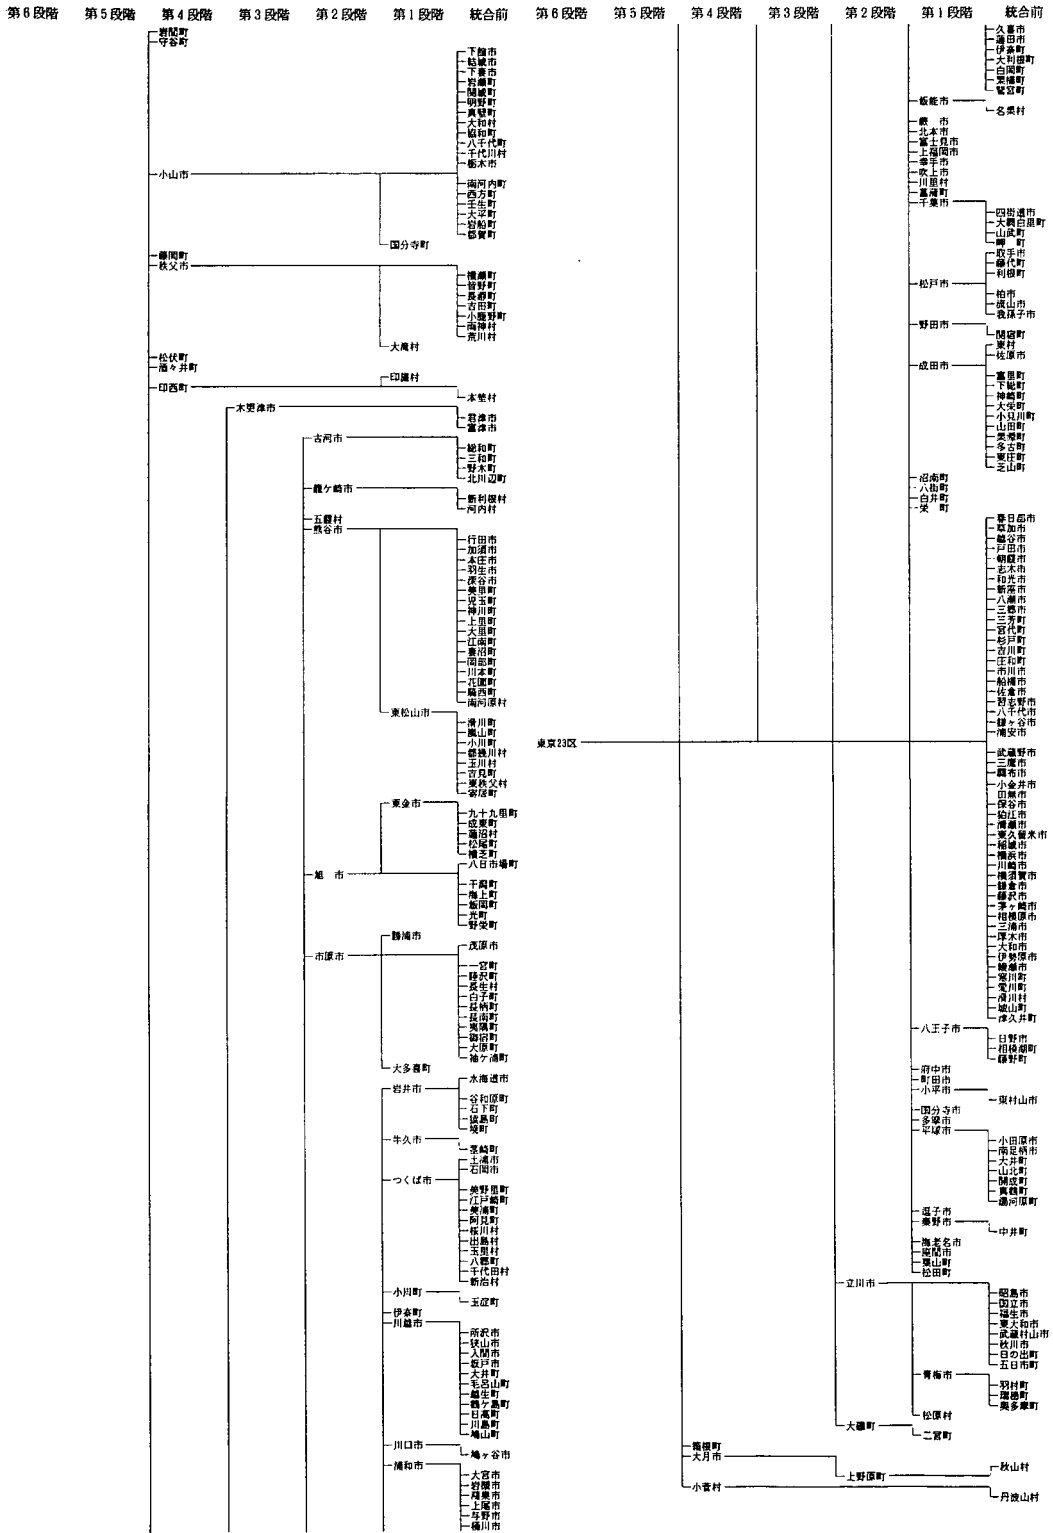 第6段階 第5段階 第4段階 第3段階 第2段階 第1段階 統合前
岩間町
守谷町
下館市
結城市
下妻市
岩瀬町
関城町
明野町
真壁町
大和村
協和町
八千代町
千代川村
栃木市
小山市
南河内町
西方町
壬生町
大平町
岩船町
都賀町
国分寺町
藤岡町
秩父市
横瀬町
皆野町
長瀞町
吉田町
小鹿野町
両神村
荒川村
大滝村
松伏町
酒々井町
印旛村
印西町
本埜村
木更津市
君津市
富津市
古河市
総和町
三和町
野木町
北川辺町
龍ケ崎市
新利根村
河内村
五霞村
熊谷市
行田市
加須市
本庄市
羽生市
深谷市
美里町
児玉町
神川町
上里町
大里町
江南町
妻沼町
岡部町
川本町
花園町
騎西町
南河原村
東松山市
滑川町
嵐山町
小川町
都幾川村
玉川村
吉見町
東秩父村
寄居町
東金市
九十九里町
成東町
蓮沼村
松尾町
横芝町
八日市場町
旭 市
干潟町
海上町
飯岡町
光町
野栄町
勝浦市
茂原市
市原市
一宮町
睦沢町
長生村
白子町
長柄町
長南町
夷隅町
御宿町
大原町
袖ケ浦町
大多喜町
水海道市
岩井市
谷和原町
石下町
猿島町
境町
牛久市
茎崎町
土浦市
石岡市
つくば市
美野里町
江戸崎町
美浦町
阿見町
桜川村
出島村
玉里村
八郷町
千代田村
新治村
小川町
玉造町
伊奈町
川越市
所沢市
狭山市
入間市
坂戸市
大井町
毛呂山町
越生町
鶴ケ島町
日高町
川島町
鳩山町
川口市
鳩ヶ谷市
浦和市
大宮市
岩槻市
鴻巣市
上尾市
与野市
桶川市
第6段階 第5段階 第4段階 第3段階 第2段階 第1段階 統合前
久喜市
蓮田市
伊奈町
大利根町
白岡町
栗橋町
鷲宮町
飯能市
名栗村
蕨 市
北本市
富士見市
上福岡市
幸手市
吹上市
川里村
菖蒲町
千葉市
四街道市
大網白里町
山武町
岬 町
取手市
藤代町
利根町
松戸市
柏市
流山市
我孫子市
野田市
関宿町
東村
佐原市
成田市
富里町
下総町
神崎町
大栄町
小見川町
山田町
栗源町
多古町
東庄町
芝山町
沼南町
八街町
白井町
栄 町
春日部市
草加市
越谷市
戸田市
朝霞市
志木市
和光市
新座市
八潮市
三郷市
三芳町
宮代町
杉戸町
吉川町
庄和町
市川市
船橋市
佐倉市
習志野市
八千代市
鎌ヶ谷市
浦安市
東京23区
武蔵野市
三鷹市
調布市
小金井市
田無市
保谷市
狛江市
清瀬市
東久留米市
稲城市
横浜市
川崎市
横須賀市
鎌倉市
藤沢市
茅ヶ崎市
相模原市
三浦市
厚木市
大和市
伊勢原市
綾瀬市
寒川町
愛川町
清川村
城山町
津久井町
八王子市
日野市
相模湖町
藤野町
府中市
町田市
小平市
東村山市
国分寺市
多摩市
平塚市
小田原市
南足柄市
大井町
山北町
開成町
真鶴町
湯河原町
逗子市
秦野市
中井町
海老名市
座間市
葉山町
松田町
立川市
昭島市
国立市
福生市
東大和市
武蔵村山市
秋川市
日の出町
五日市町
青梅市
羽村町
瑞穂町
奥多摩町
松原村
大磯町
二宮町
箱根町
大月市
秋山村
上野原町
小菅村
丹波山村